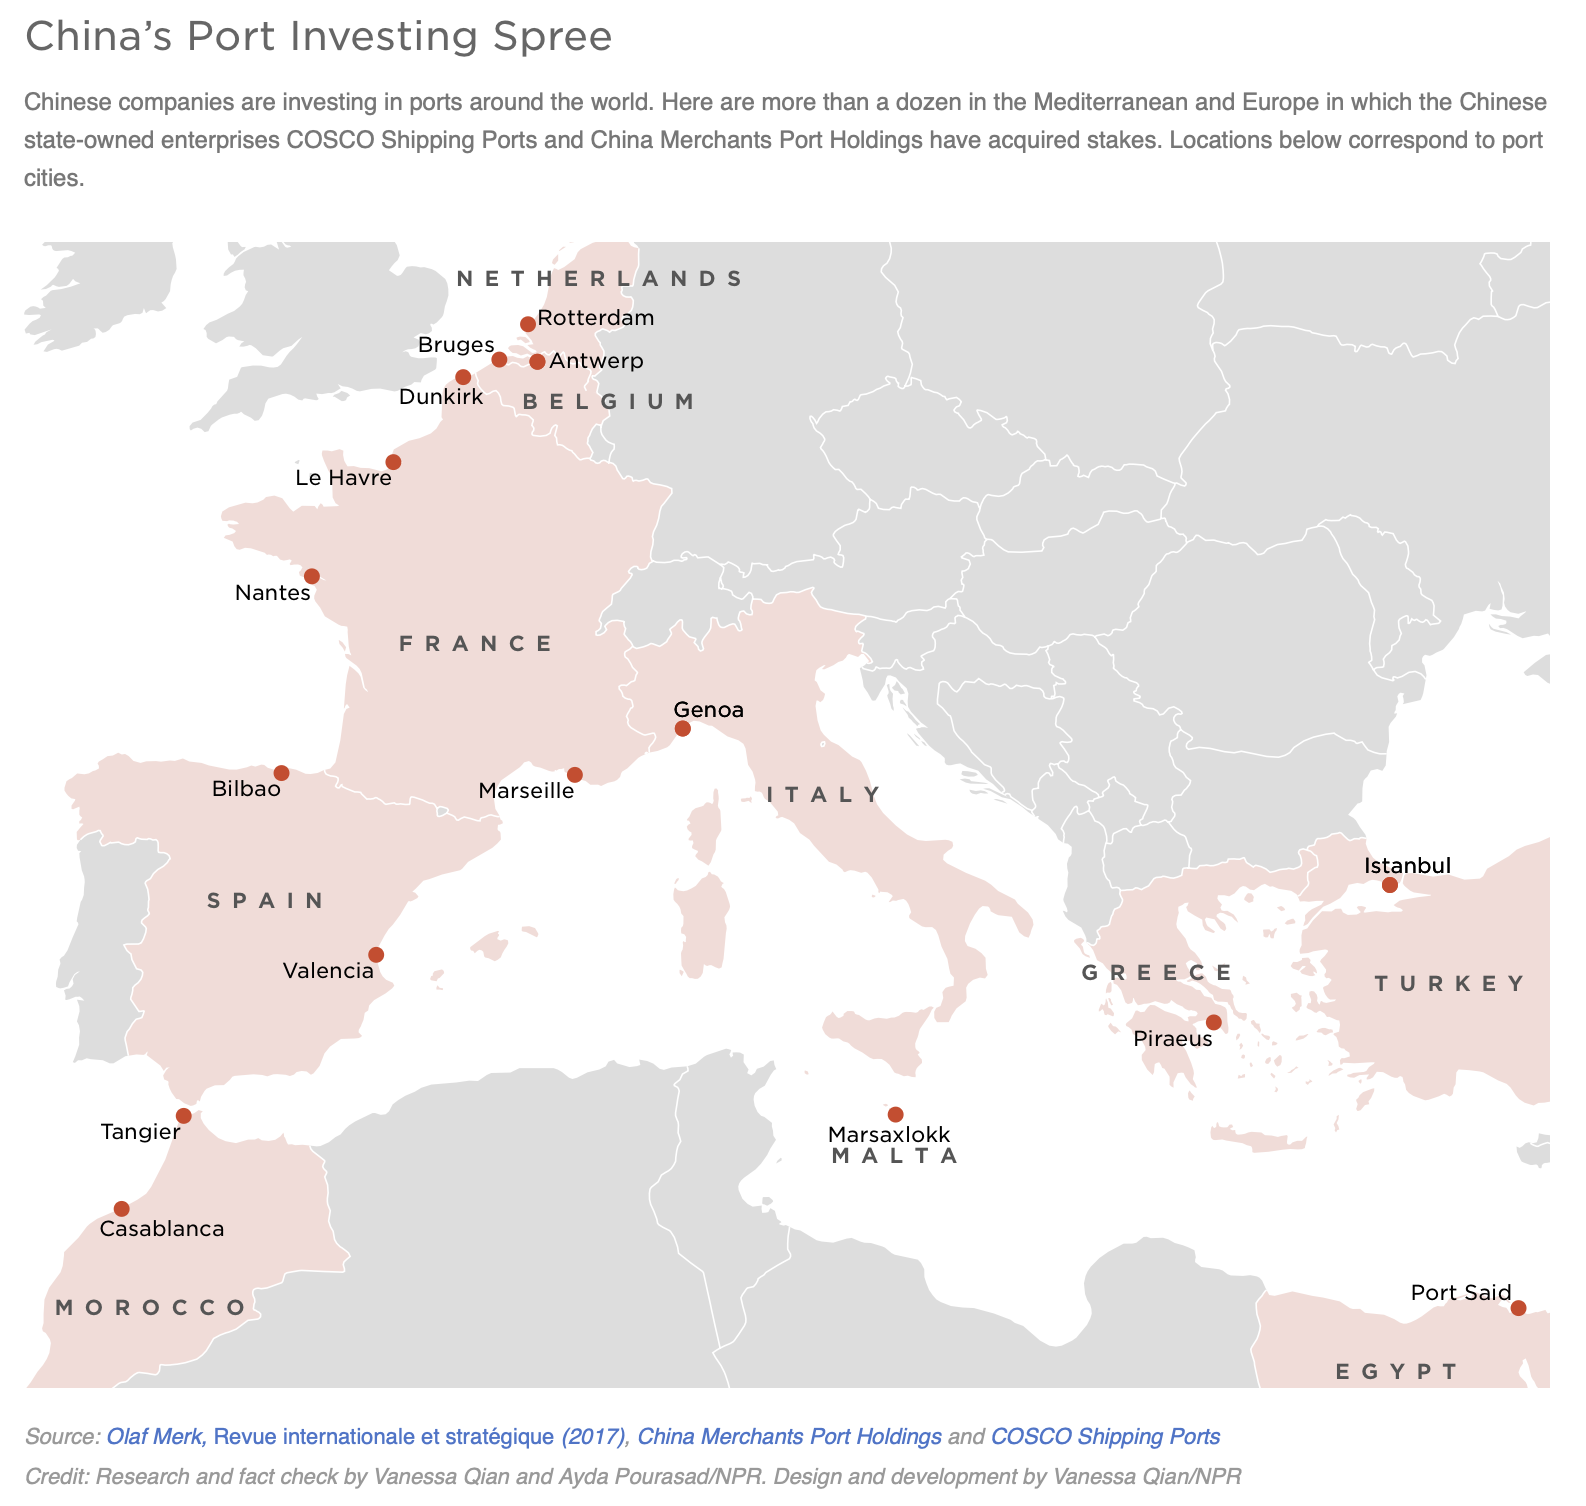 China’s Port Investing Spree
Chinese companies are investing in ports around the world. Here are more than a dozen in the Mediterranean and Europe in which the Chinese
state-owned enterprises COSCO Shipping Ports and China Merchants Port Holdings have acquired stakes. Locations below correspond to port
cities.
NETHERLANDS
Rotterdam
Bruges
Antwerp
Dunkirk
BELGIUM
Le Havre
Nantes
FRANCE
Genoa
Bilbao
Marseille
ITALY
Istanbul
SPAIN
Valencia
GREECE
TURKEY
Piraeus
Tangier
Marsaxlokk
MALTA
Casablanca
Port Said
MOROCCO
EGYPT
Source: Olaf Merk, Revue internationale et stratégique (2017), China Merchants Port Holdings and COSCO Shipping Ports
Credit: Research and fact check by Vanessa Qian and Ayda Pourasad/NPR. Design and development by Vanessa Qian/NPR